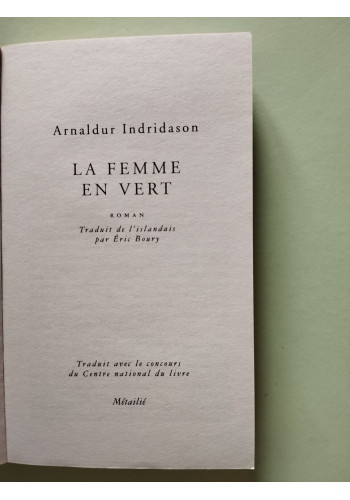 Arnaldur Indridason
LA FEMME
EN VERT
ROMAN
Traduit de l'islandais
par Éric Boury
Traduit avec le concours
du Centre national du livre
Métailié